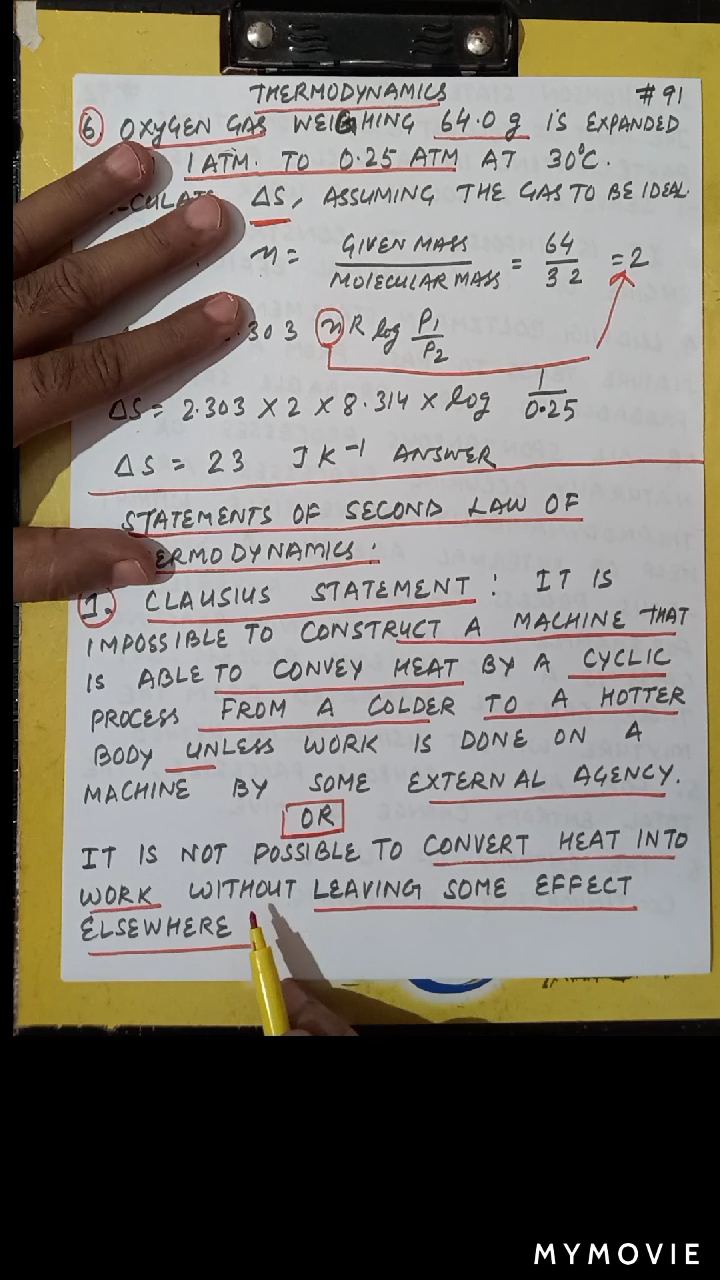 THERMODYNAMICS #91
6. OXYGEN GAS WEIGHING 64.0 g IS EXPANDED
1 ATM. TO 0.25 ATM AT 30°C.
ΔS, ASSUMING THE GAS TO BE IDEAL
n = GIVEN MASS / MOLECULAR MASS = 64 / 32 = 2
.303 n R log P1 / P2
ΔS = 2.303 × 2 × 8.314 × log 1 / 0.25
ΔS = 23 J K⁻¹ ANSWER
STATEMENTS OF SECOND LAW OF
ERMODYNAMICS:
1. CLAUSIUS STATEMENT: IT IS
IMPOSSIBLE TO CONSTRUCT A MACHINE THAT
IS ABLE TO CONVEY HEAT BY A CYCLIC
PROCESS FROM A COLDER TO A HOTTER
BODY UNLESS WORK IS DONE ON A
MACHINE BY SOME EXTERNAL AGENCY.
OR
IT IS NOT POSSIBLE TO CONVERT HEAT INTO
WORK WITHOUT LEAVING SOME EFFECT
ELSEWHERE
MYMOVIE